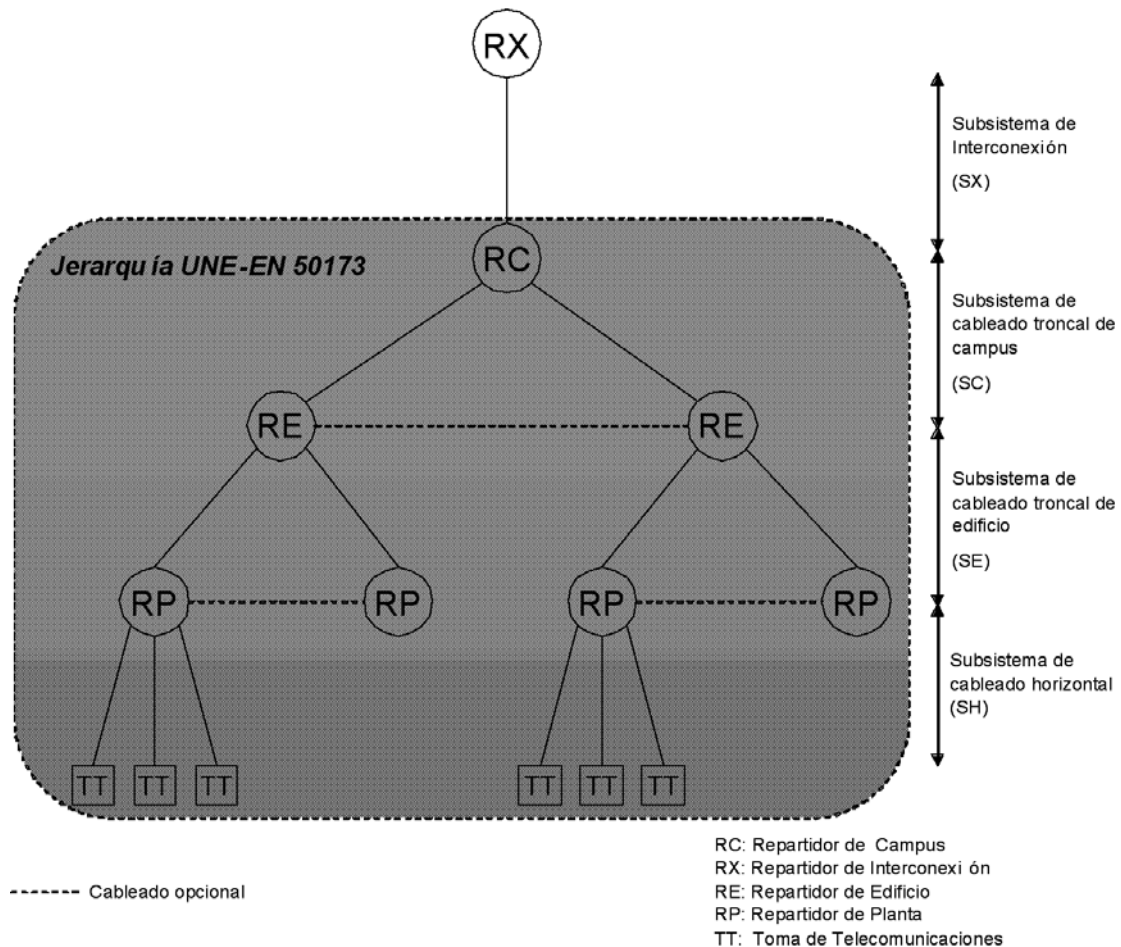 RX
Subsistema de
Interconexión
(SX)
Jerarquía UNE-EN 50173
RC
Subsistema de
cableado troncal de
campus
(SC)
RE
RE
Subsistema de
cableado troncal de
edificio
(SE)
RP
RP
RP
RP
Subsistema de
cableado horizontal
(SH)
TT
TT
TT
TT
TT
TT
Cableado opcional
RC: Repartidor de Campus
RX: Repartidor de Interconexión
RE: Repartidor de Edificio
RP: Repartidor de Planta
TT: Toma de Telecomunicaciones